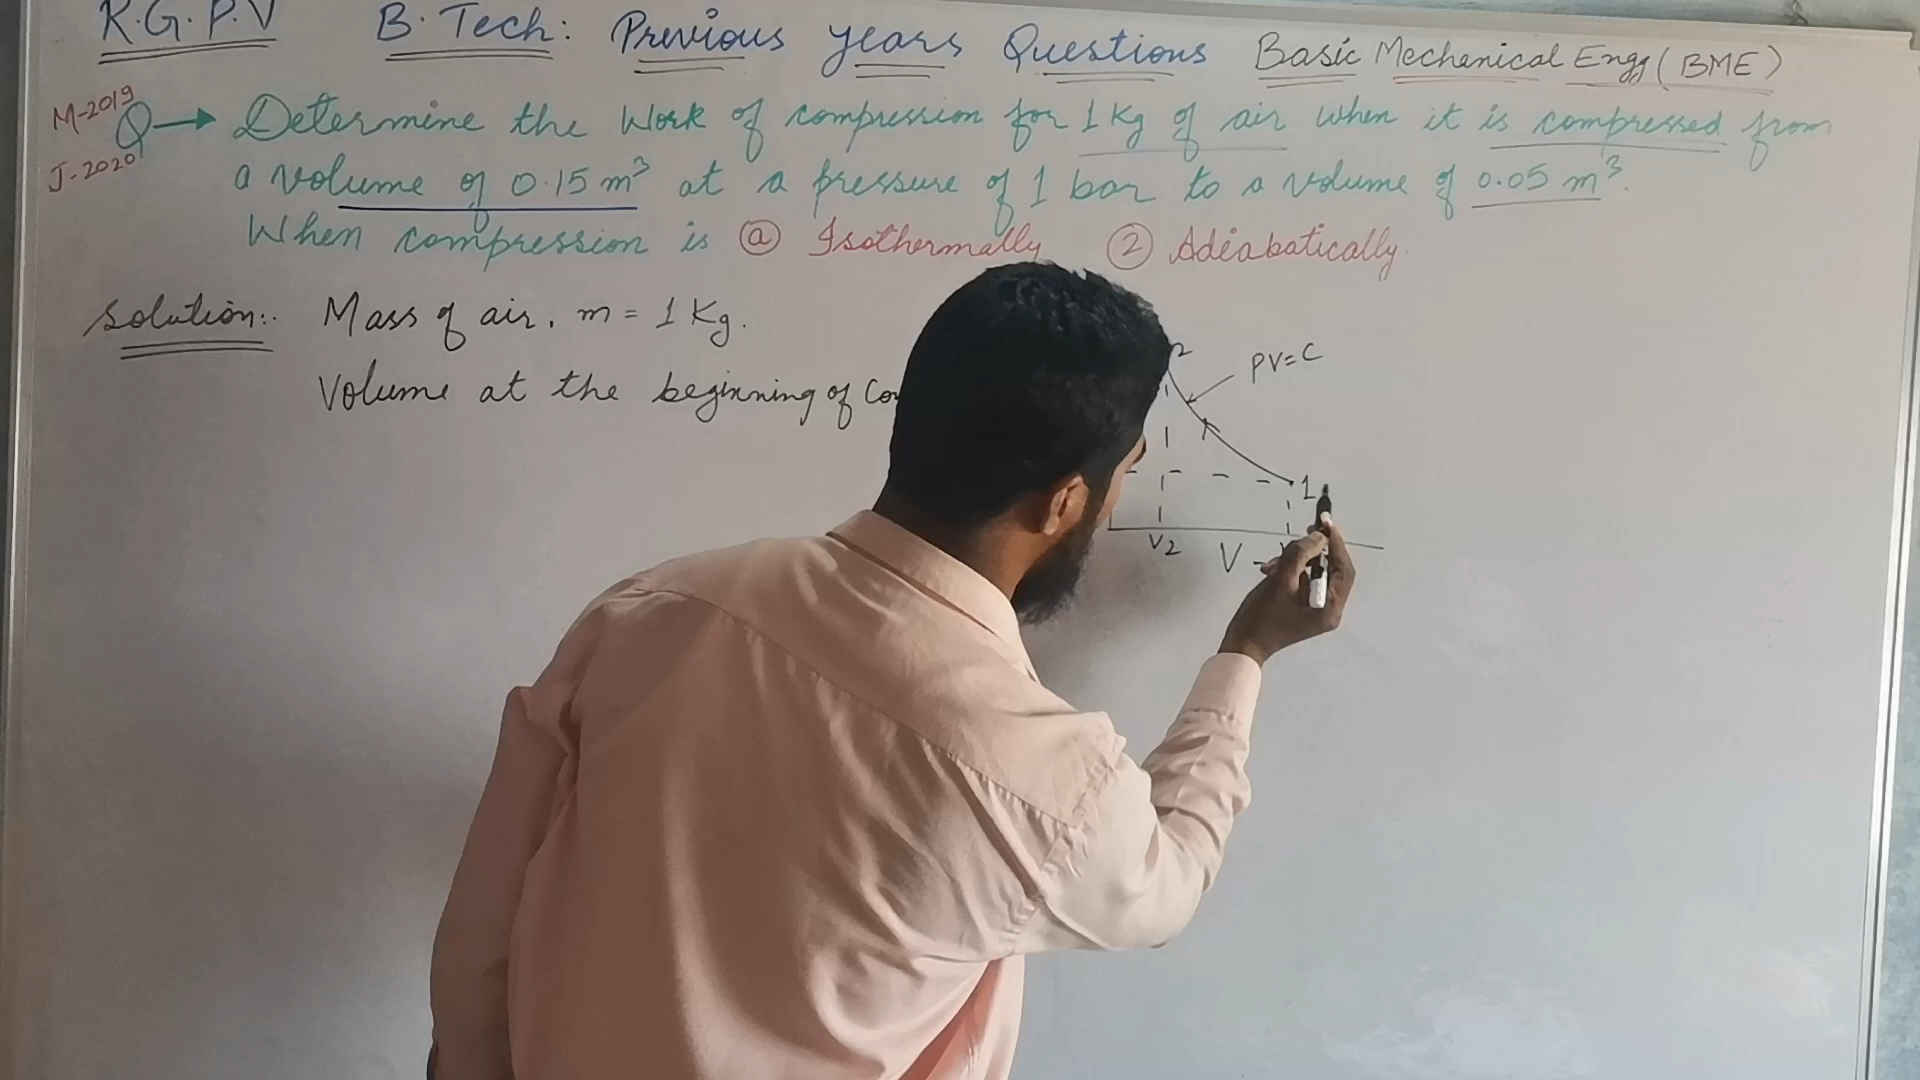 R.G.P.V B.Tech: Previous years Questions Basic Mechanical Engg (BME)
M-2019
J-2020
Q → Determine the Work of compression for 1 Kg of air when it is compressed from
a volume of 0.15 m³ at a pressure of 1 bar to a volume of 0.05 m³.
When compression is ⓐ Isothermally ② Adiabatically.
Solution:. Mass of air, m = 1 Kg.
Volume at the beginning of
2
PV=C
1
V2
V